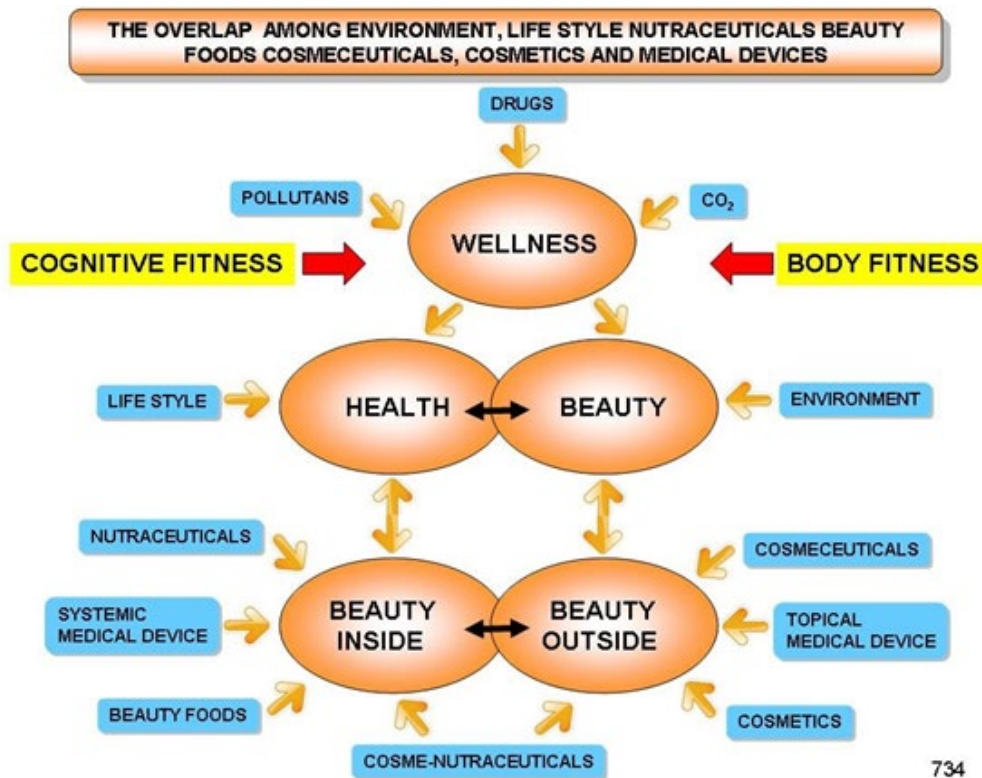 THE OVERLAP AMONG ENVIRONMENT, LIFE STYLE NUTRACEUTICALS BEAUTY
FOODS COSMECEUTICALS, COSMETICS AND MEDICAL DEVICES
DRUGS
POLLUTANS
CO₂
WELLNESS
COGNITIVE FITNESS
BODY FITNESS
LIFE STYLE
HEALTH
BEAUTY
ENVIRONMENT
NUTRACEUTICALS
COSMECEUTICALS
SYSTEMIC
MEDICAL DEVICE
BEAUTY
INSIDE
BEAUTY
OUTSIDE
TOPICAL
MEDICAL DEVICE
BEAUTY FOODS
COSMETICS
COSME-NUTRACEUTICALS
734